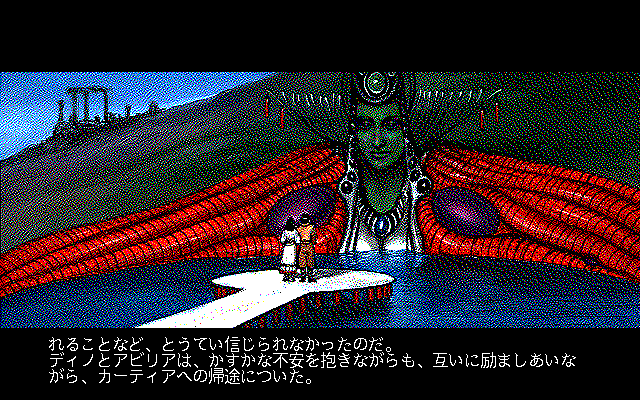 れることなど、とうてい信じられなかったのだ。
ディノとアビリアは、かすかな不安を抱きながらも、互いに励ましあいな
がら、カーティアへの帰途についた。